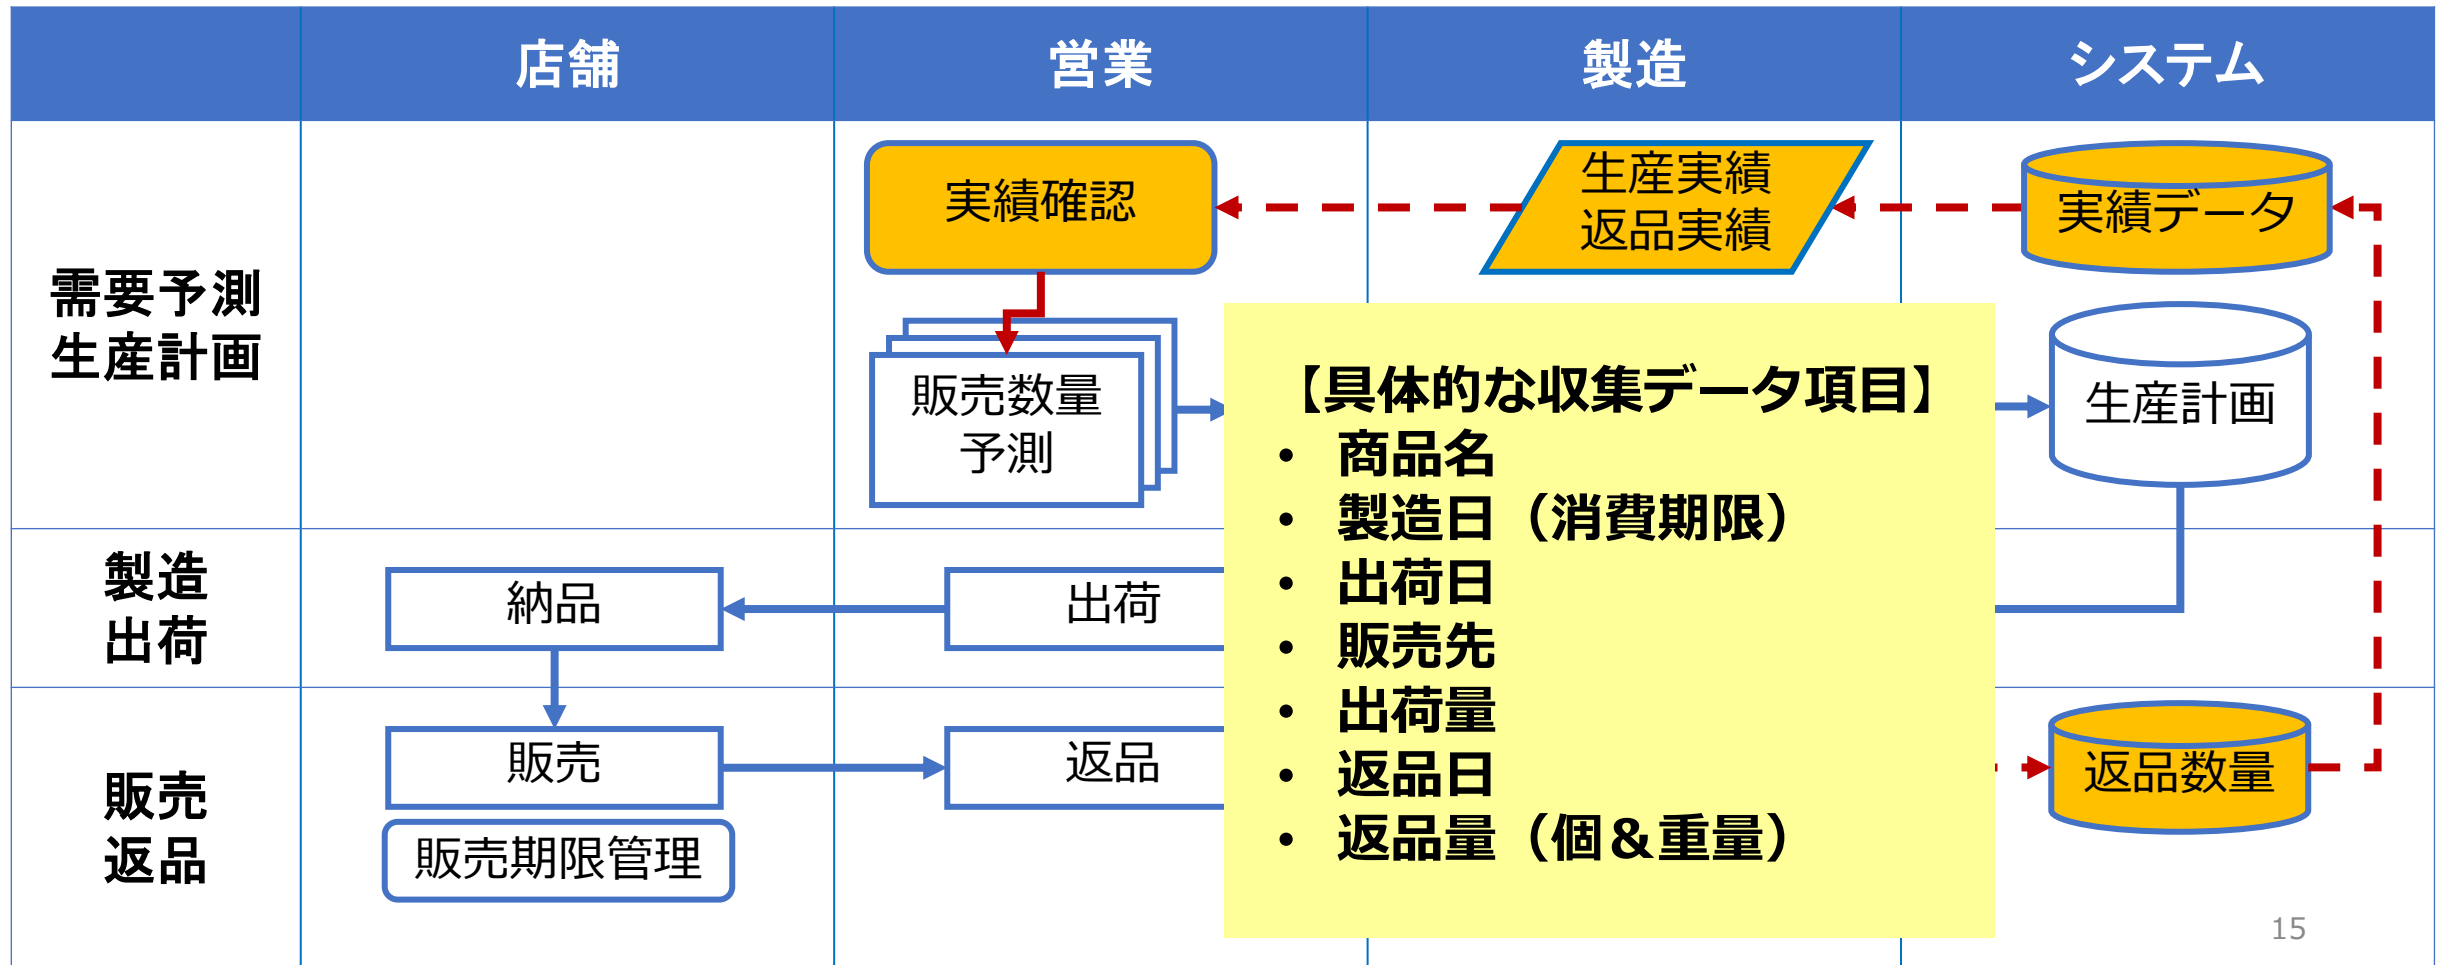 店舗
営業
製造
システム
需要予測
生産計画
実績確認
生産実績
返品実績
実績データ
販売数量
予測
生産計画
【具体的な収集データ項目】
• 商品名
• 製造日（消費期限）
• 出荷日
• 販売先
• 出荷量
• 返品日
• 返品量（個＆重量）
製造
出荷
納品
出荷
販売
返品
販売
返品
返品数量
販売期限管理
15